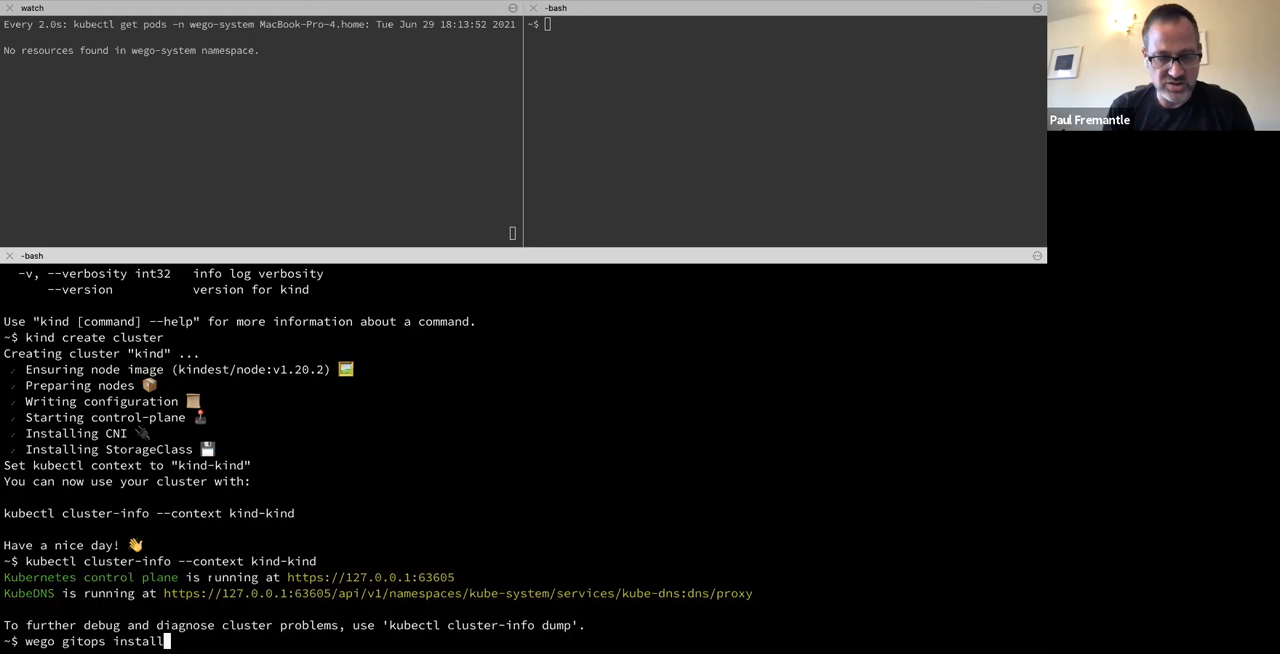 watch
Every 2.0s: kubectl get pods -n wego-system MacBook-Pro-4.home: Tue Jun 29 18:13:52 2021
No resources found in wego-system namespace.
-bash
~$
Paul Fremantle
-bash
-v, --verbosity int32   info log verbosity
--version               version for kind
Use "kind [command] --help" for more information about a command.
~$ kind create cluster
Creating cluster "kind" ...
✓ Ensuring node image (kindest/node:v1.20.2) 🖼
✓ Preparing nodes 📦
✓ Writing configuration 📜
✓ Starting control-plane 🕹
✓ Installing CNI 🔌
✓ Installing StorageClass 💾
Set kubectl context to "kind-kind"
You can now use your cluster with:
kubectl cluster-info --context kind-kind
Have a nice day! 👋
~$ kubectl cluster-info --context kind-kind
Kubernetes control plane is running at https://127.0.0.1:63605
KubeDNS is running at https://127.0.0.1:63605/api/v1/namespaces/kube-system/services/kube-dns:dns/proxy
To further debug and diagnose cluster problems, use 'kubectl cluster-info dump'.
~$ wego gitops install